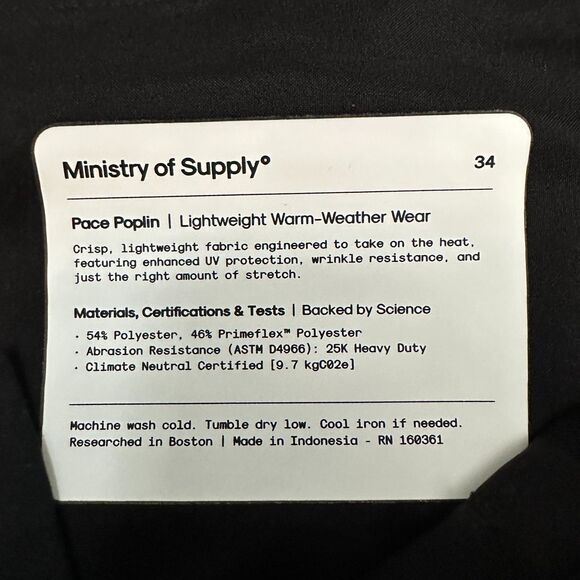 Ministry of Supply° 34
Pace Poplin | Lightweight Warm-Weather Wear
Crisp, lightweight fabric engineered to take on the heat,
featuring enhanced UV protection, wrinkle resistance, and
just the right amount of stretch.
Materials, Certifications & Tests | Backed by Science
· 54% Polyester, 46% Primeflex™ Polyester
· Abrasion Resistance (ASTM D4966): 25K Heavy Duty
· Climate Neutral Certified [9.7 kgCO2e]
Machine wash cold. Tumble dry low. Cool iron if needed.
Researched in Boston | Made in Indonesia - RN 160361